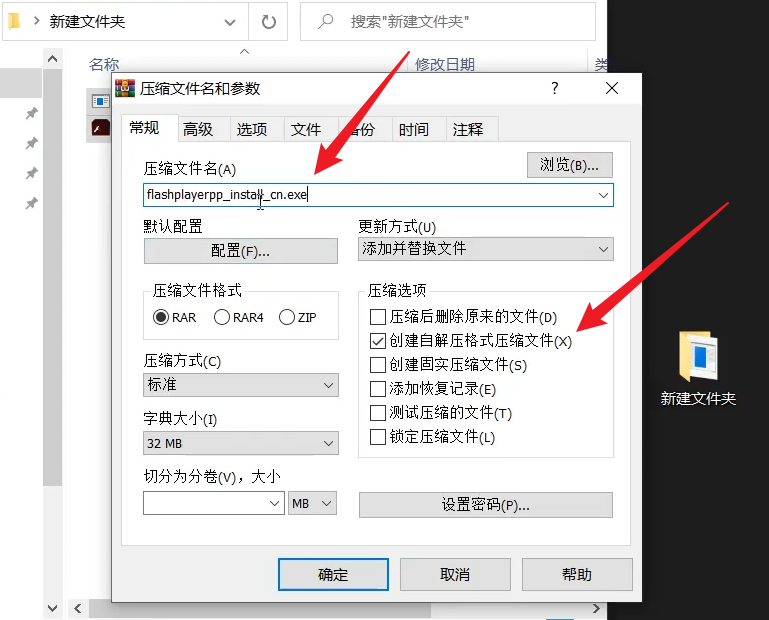 新建文件夹
搜索"新建文件夹"
名称
修改日期
类
压缩文件名和参数
?
常规
高级
选项
文件
备份
时间
注释
压缩文件名(A)
浏览(B)...
flashplayerpp_install_cn.exe
默认配置
更新方式(U)
配置(F)...
添加并替换文件
压缩文件格式
压缩选项
RAR
RAR4
ZIP
压缩后删除原来的文件(D)
创建自解压格式压缩文件(X)
创建固实压缩文件(S)
添加恢复记录(E)
测试压缩的文件(T)
锁定压缩文件(L)
压缩方式(C)
标准
字典大小(I)
32 MB
切分为分卷(V)，大小
MB
设置密码(P)...
确定
取消
帮助
新建文件夹